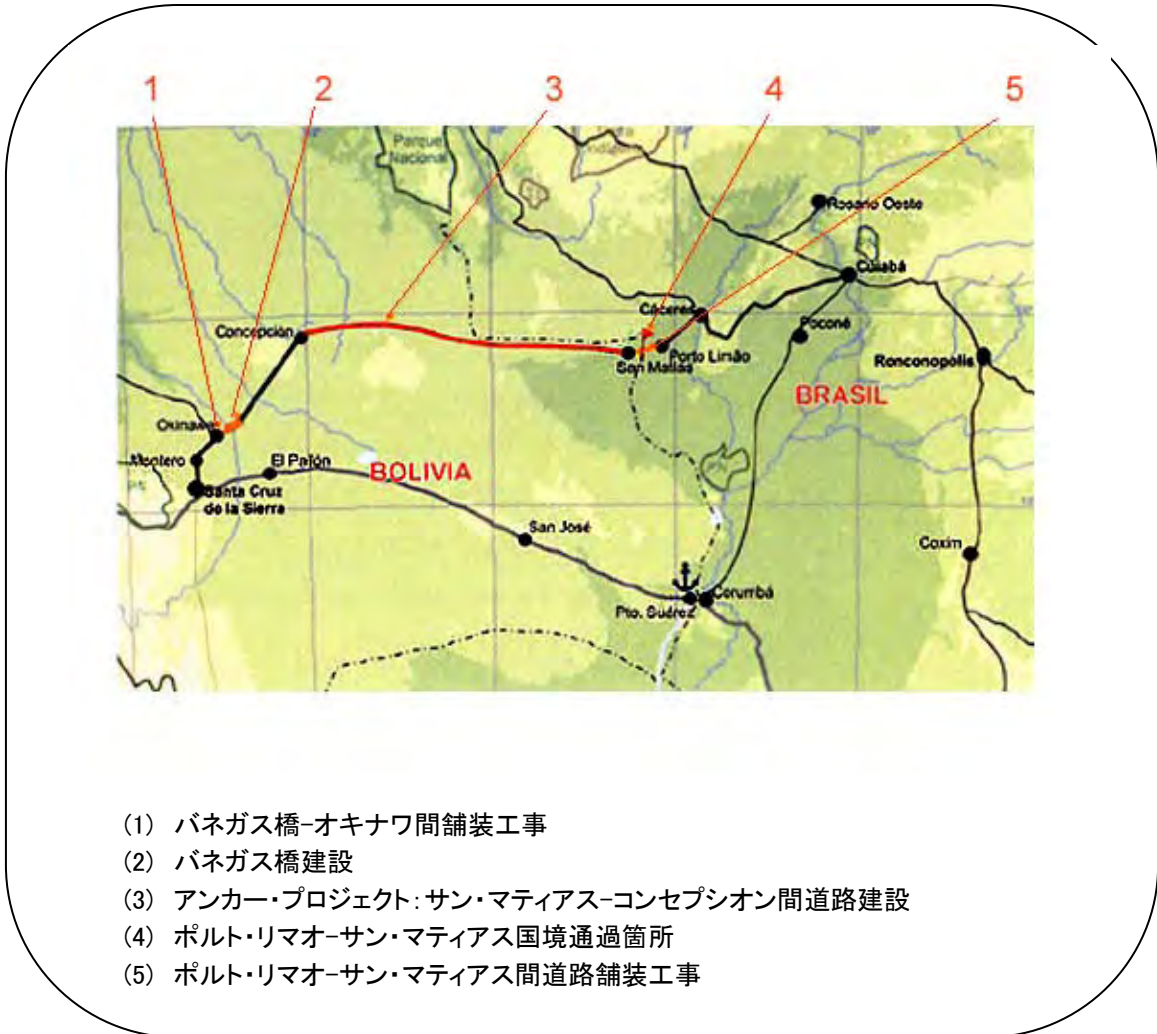 1 2 3 4 5
Parque
Nacional
Rosario Oeste
Cuiabá
Cáceres
Poconé
Concepción
San Matías
Porto Limão
Ronconopolis
BRASIL
Okinawa
Montero
El Pailón
BOLIVIA
Santa Cruz
de la Sierra
San José
Coxim
Pto. Suárez
Corumbá
(1) バネガス橋-オキナワ間舗装工事
(2) バネガス橋建設
(3) アンカー・プロジェクト:サン・マティアス-コンセプシオン間道路建設
(4) ポルト・リマオ-サン・マティアス国境通過箇所
(5) ポルト・リマオ-サン・マティアス間道路舗装工事